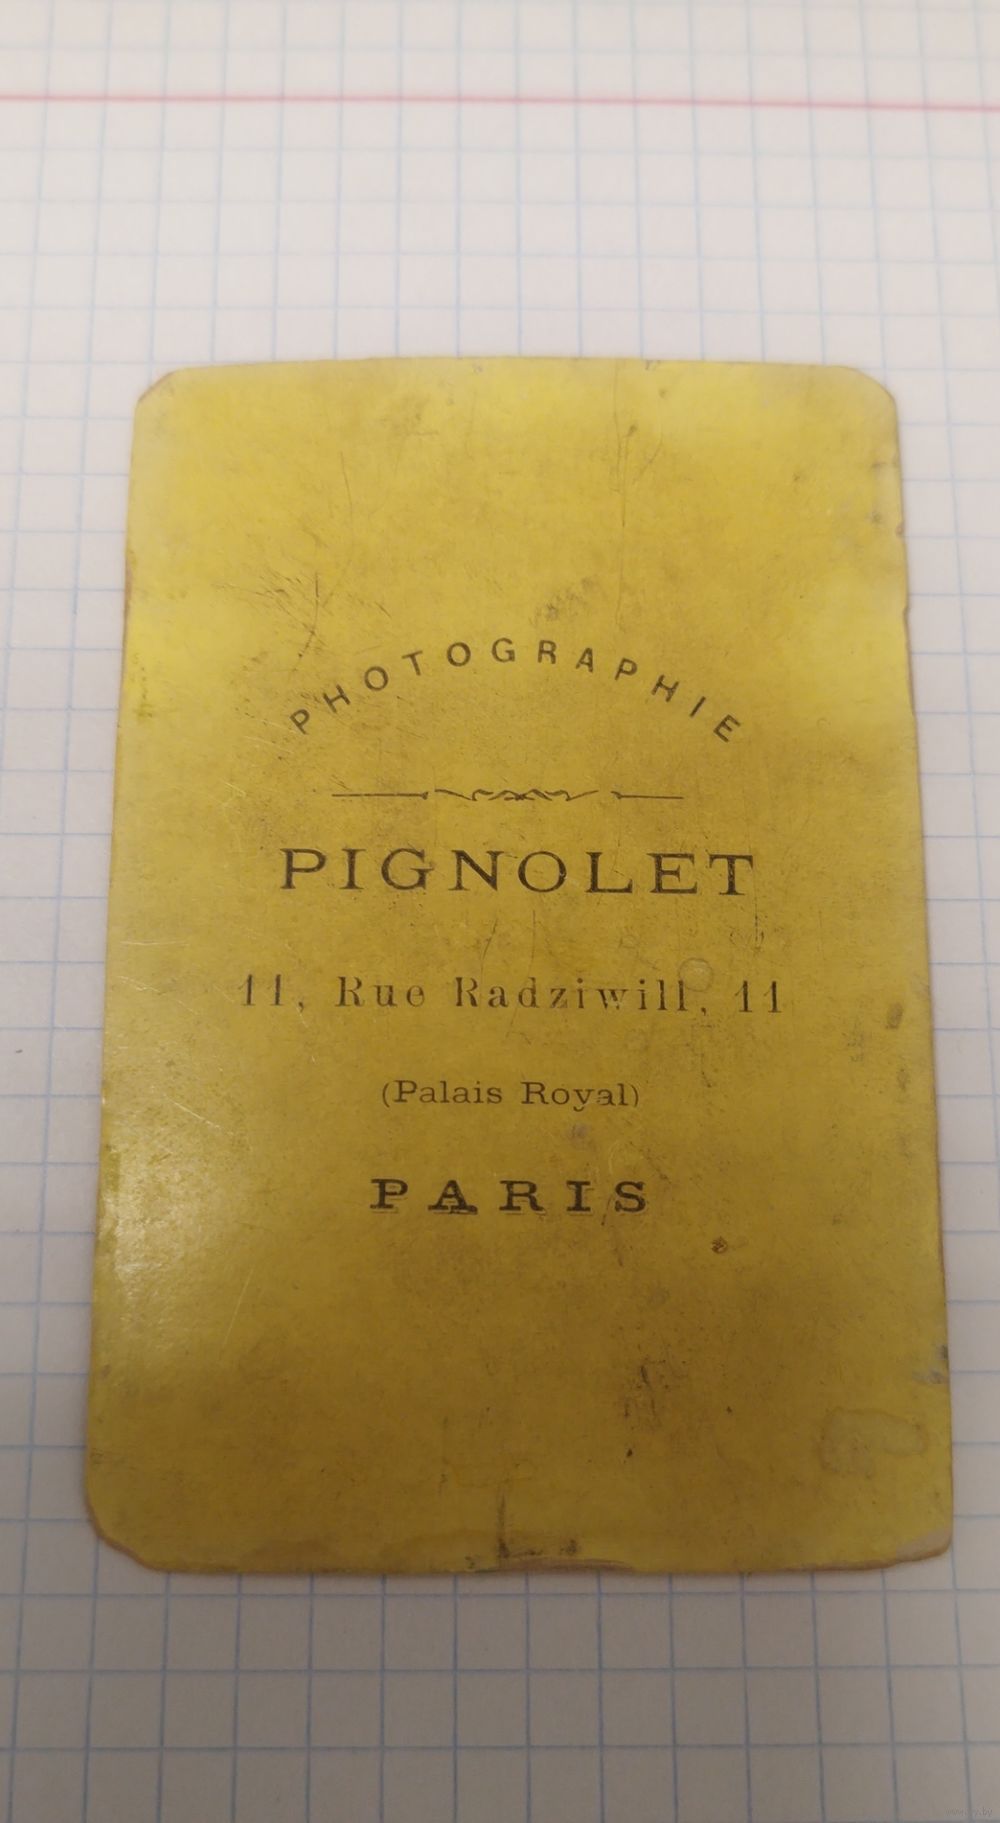 PHOTOGRAPHIE
PIGNOLET
11, Rue Radziwill, 11
(Palais Royal)
PARIS